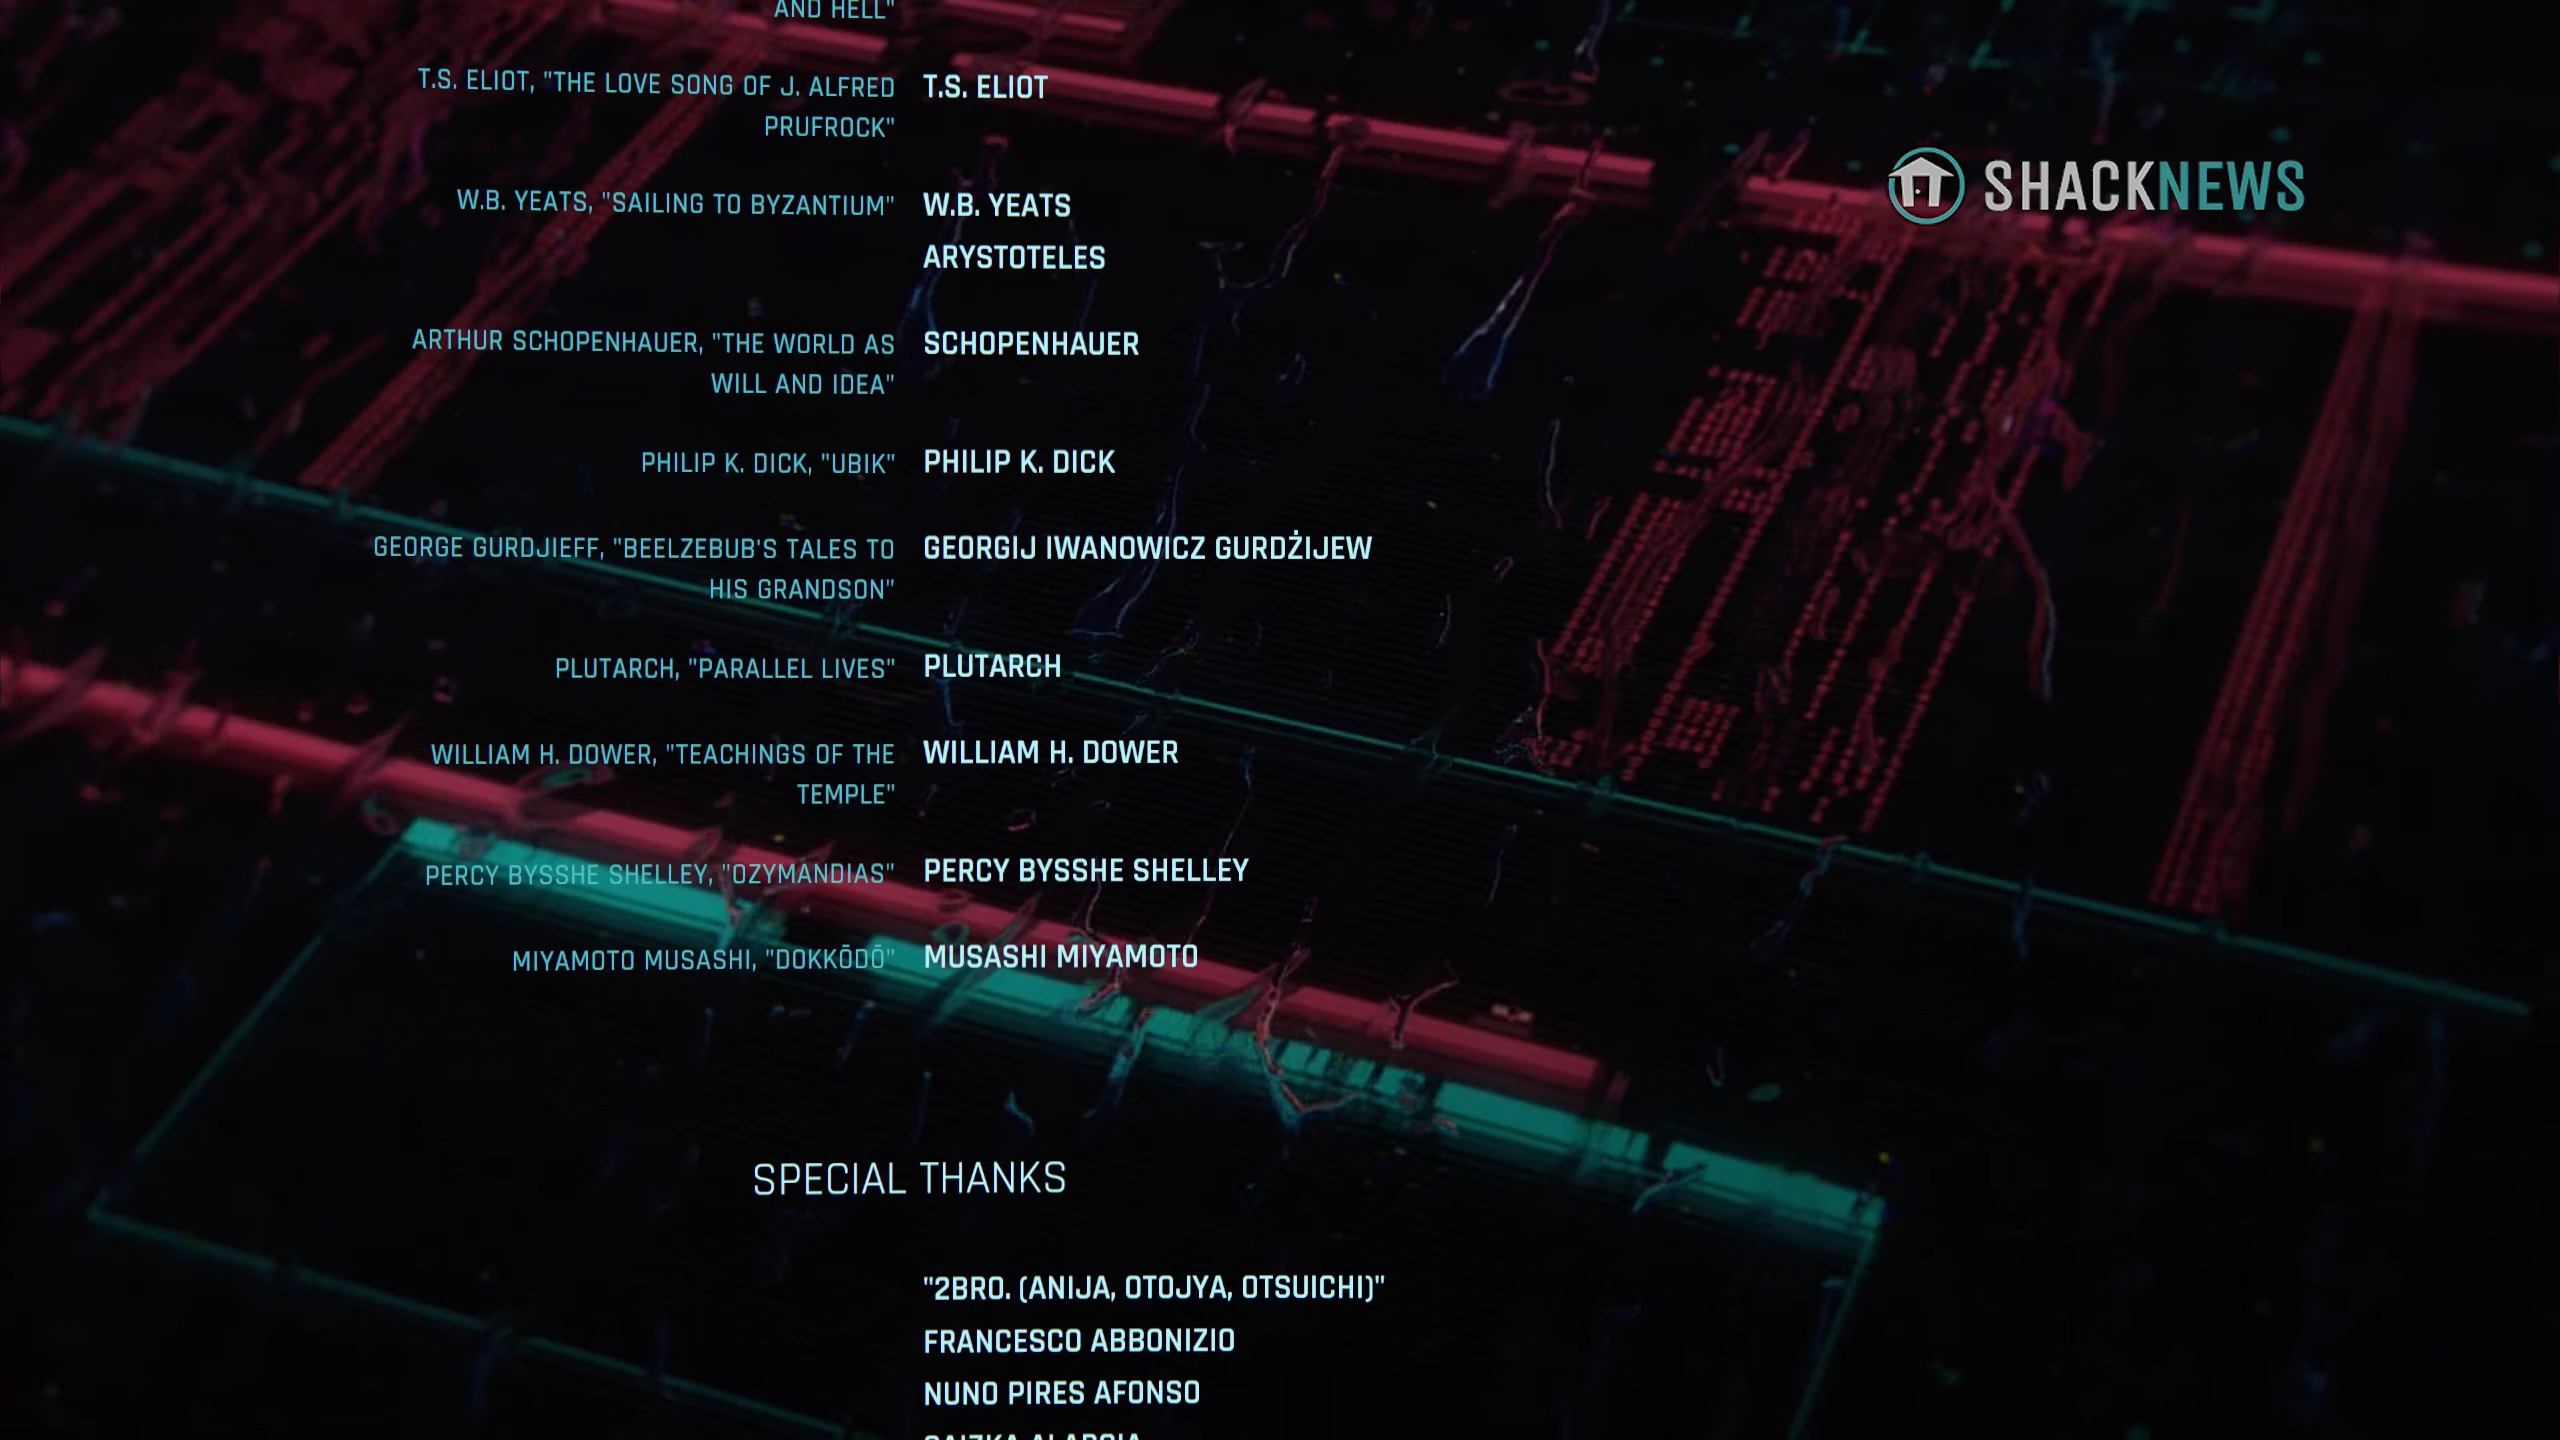 AND HELL"
T.S. ELIOT, "THE LOVE SONG OF J. ALFRED
PRUFROCK"
T.S. ELIOT
W.B. YEATS, "SAILING TO BYZANTIUM"
W.B. YEATS
ARYSTOTELES
ARTHUR SCHOPENHAUER, "THE WORLD AS
WILL AND IDEA"
SCHOPENHAUER
PHILIP K. DICK, "UBIK"
PHILIP K. DICK
GEORGE GURDJIEFF, "BEELZEBUB'S TALES TO
HIS GRANDSON"
GEORGIJ IWANOWICZ GURDŻIJEW
PLUTARCH, "PARALLEL LIVES"
PLUTARCH
WILLIAM H. DOWER, "TEACHINGS OF THE
TEMPLE"
WILLIAM H. DOWER
PERCY BYSSHE SHELLEY, "OZYMANDIAS"
PERCY BYSSHE SHELLEY
MIYAMOTO MUSASHI, "DOKKŌDŌ"
MUSASHI MIYAMOTO
SPECIAL THANKS
"2BRO. (ANIJA, OTOJYA, OTSUICHI)"
FRANCESCO ABBONIZIO
NUNO PIRES AFONSO
SHACKNEWS